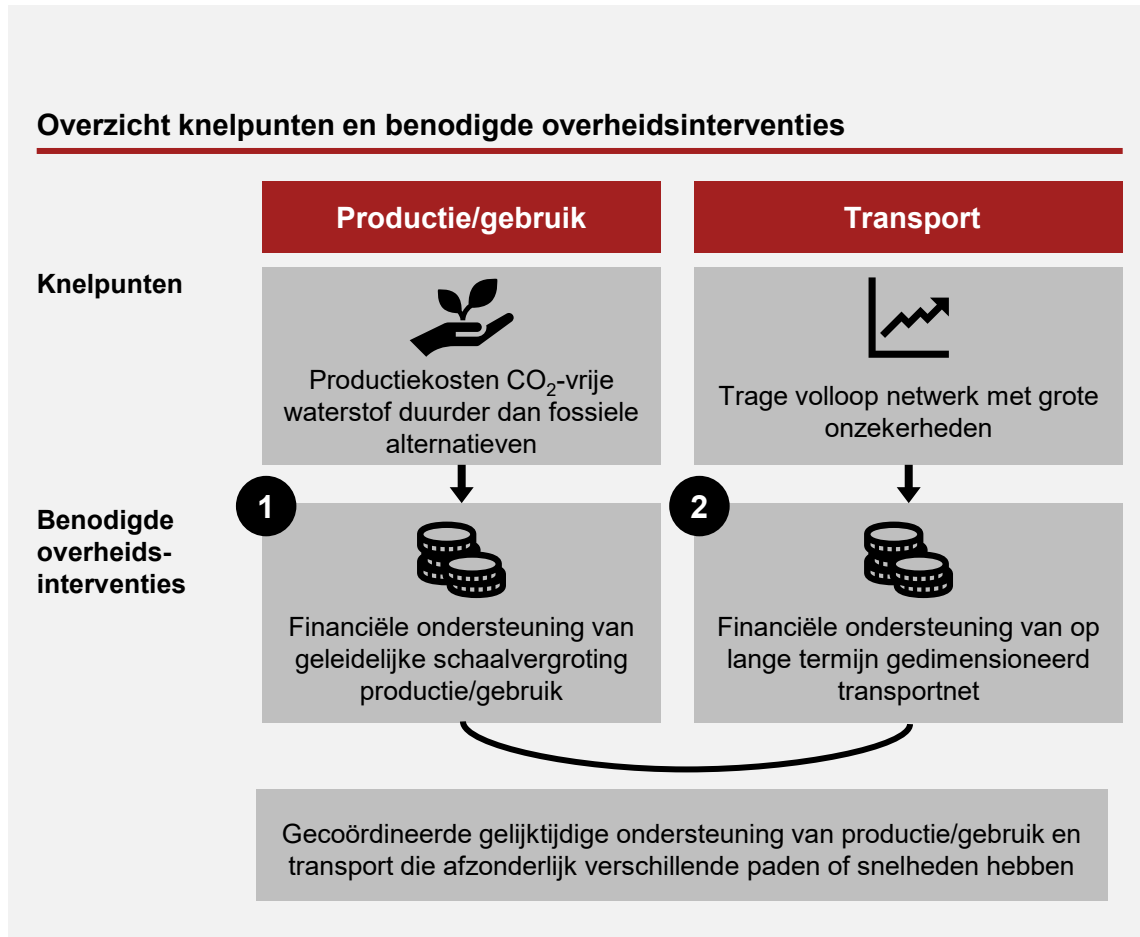 Overzicht knelpunten en benodigde overheidsinterventies
Productie/gebruik
Transport
Knelpunten
Productiekosten CO₂-vrije
waterstof duurder dan fossiele
alternatieven
Trage volloop netwerk met grote
onzekerheden
Benodigde
overheids-
interventies
1
Financiële ondersteuning van
geleidelijke schaalvergroting
productie/gebruik
2
Financiële ondersteuning van op
lange termijn gedimensioneerd
transportnet
Gecoördineerde gelijktijdige ondersteuning van productie/gebruik en
transport die afzonderlijk verschillende paden of snelheden hebben